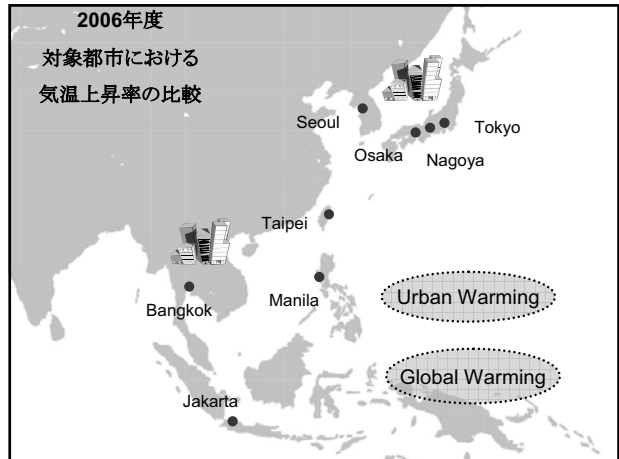 2006年度
対象都市における
気温上昇率の比較
Seoul
Tokyo
Osaka
Nagoya
Taipei
Bangkok
Manila
Urban Warming
Global Warming
Jakarta